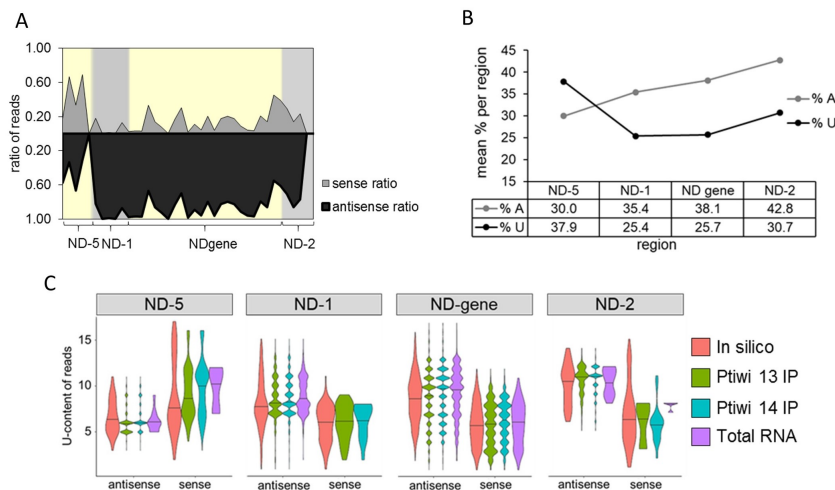 A
1.00
0.60
0.20
0.20
0.60
1.00
ratio of reads
sense ratio
antisense ratio
ND-5 ND-1 NDgene ND-2
B
45
40
35
30
25
20
15
mean % per region
% A
% U
ND-5 ND-1 ND gene ND-2
% A 30.0 35.4 38.1 42.8
% U 37.9 25.4 25.7 30.7
region
C
ND-5 ND-1 ND-gene ND-2
15
10
5
U-content of reads
antisense sense antisense sense antisense sense antisense sense
In silico
Ptiwi 13 IP
Ptiwi 14 IP
Total RNA